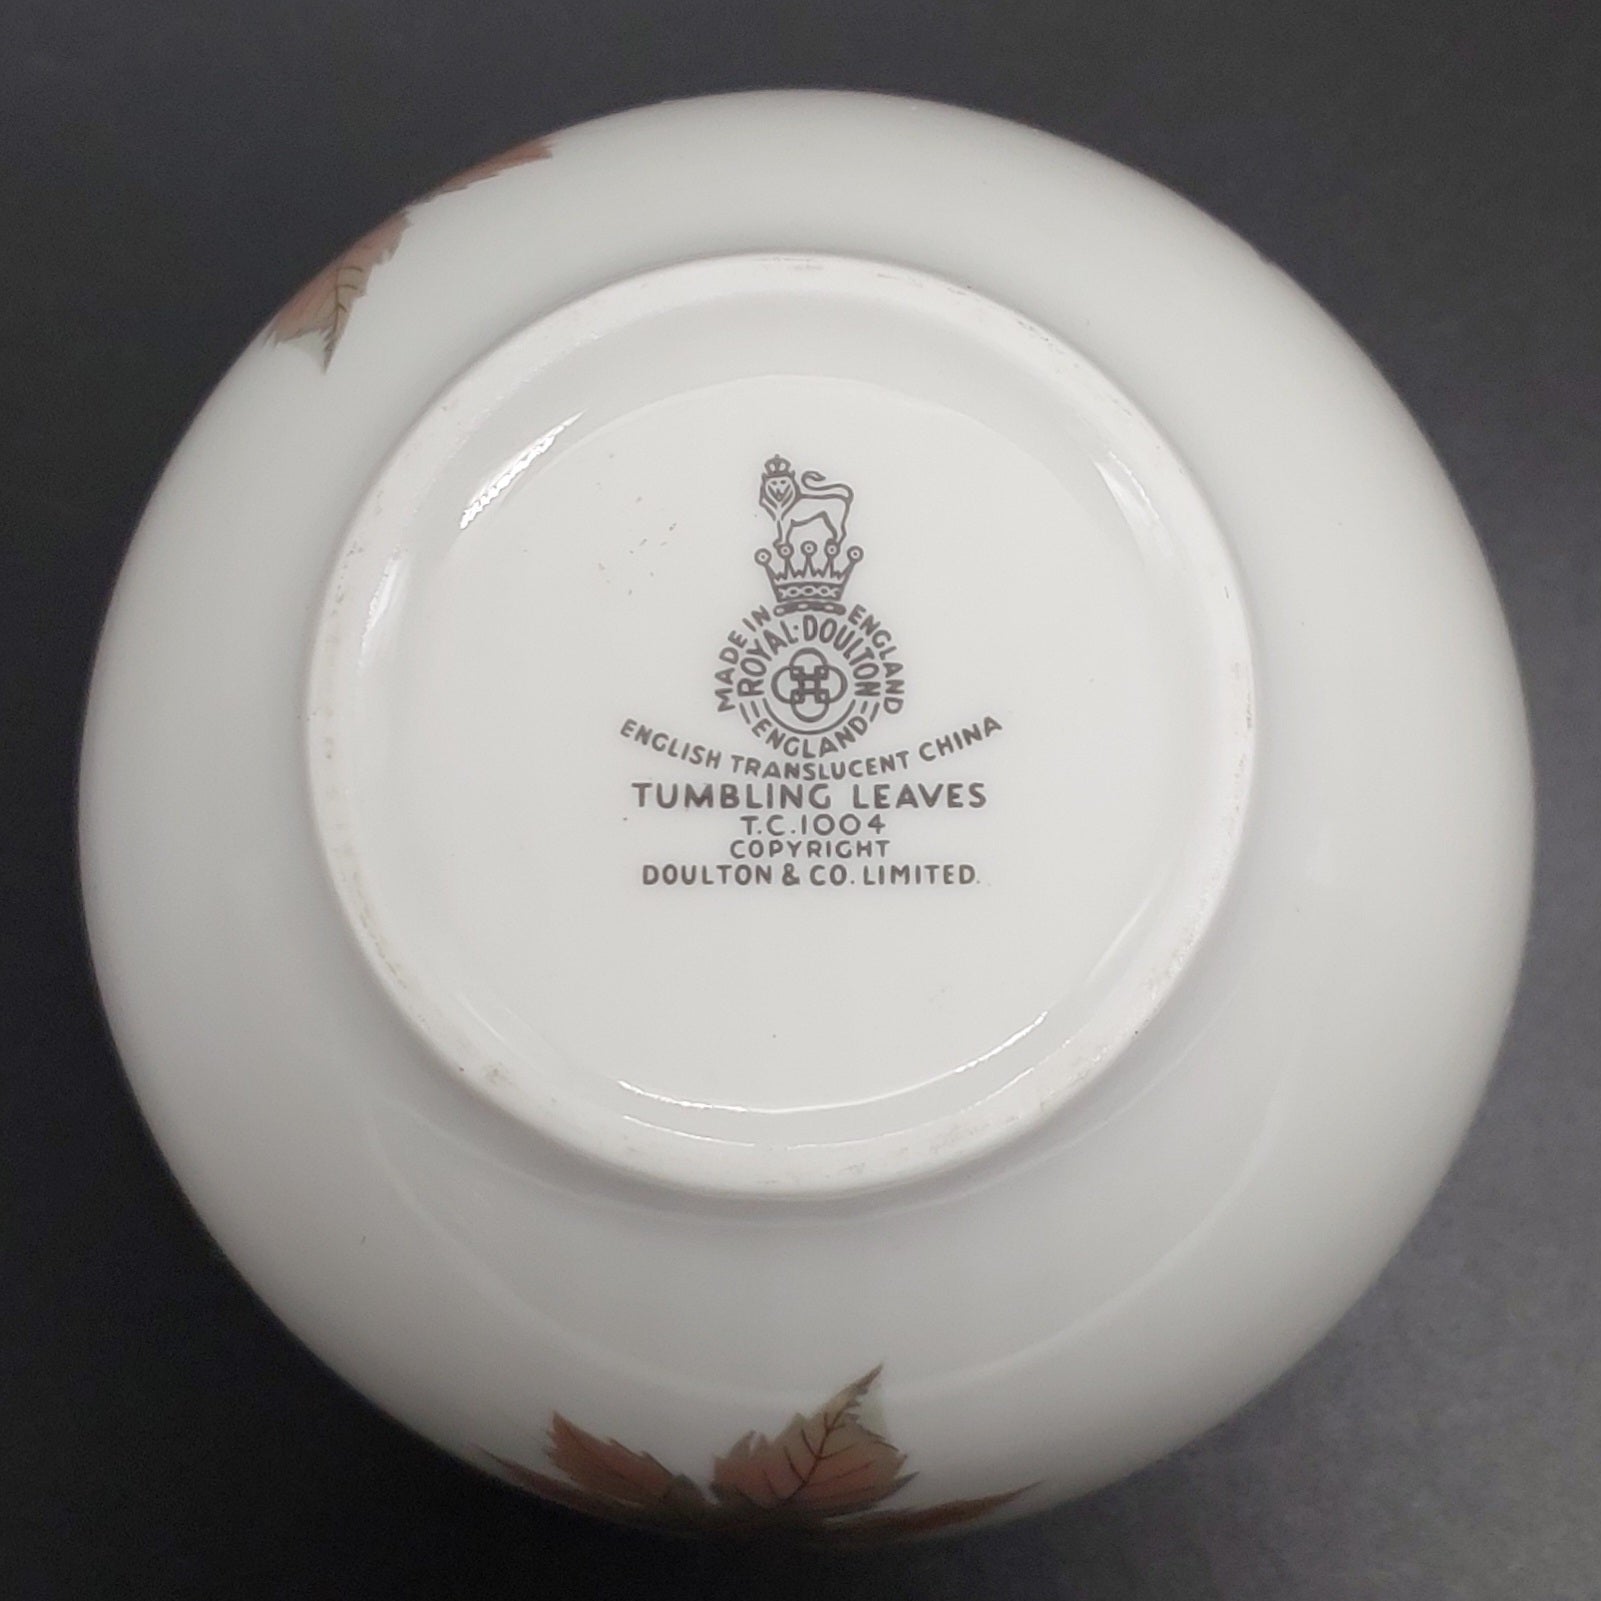 MADE IN ENGLAND
ROYAL·DOULTON
ENGLAND
ENGLISH TRANSLUCENT CHINA
TUMBLING LEAVES
T.C.1004
COPYRIGHT
DOULTON & CO. LIMITED.